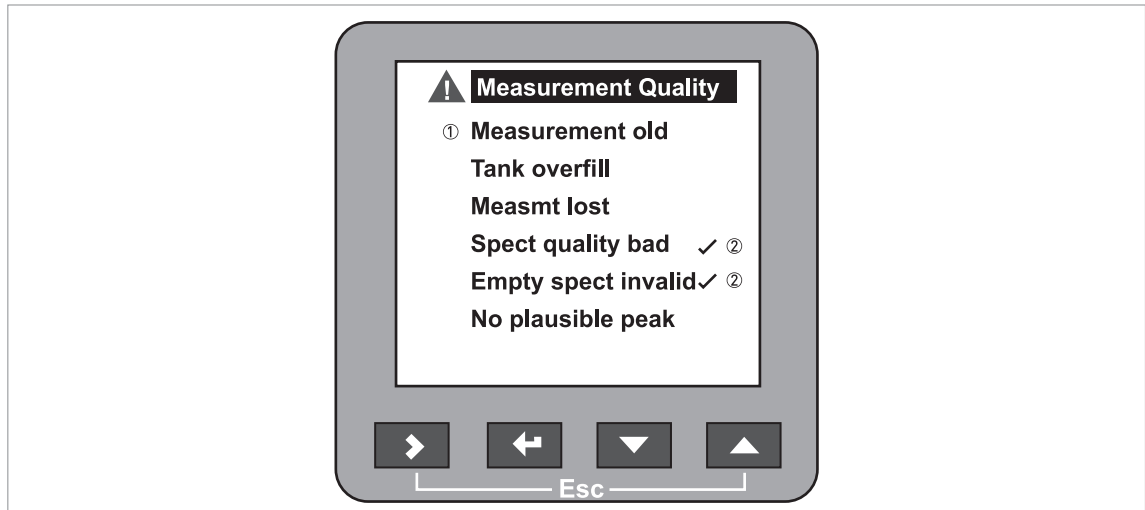 ! Measurement Quality
① Measurement old
Tank overfill
Measmt lost
Spect quality bad ✓ ②
Empty spect invalid ✓ ②
No plausible peak
Esc